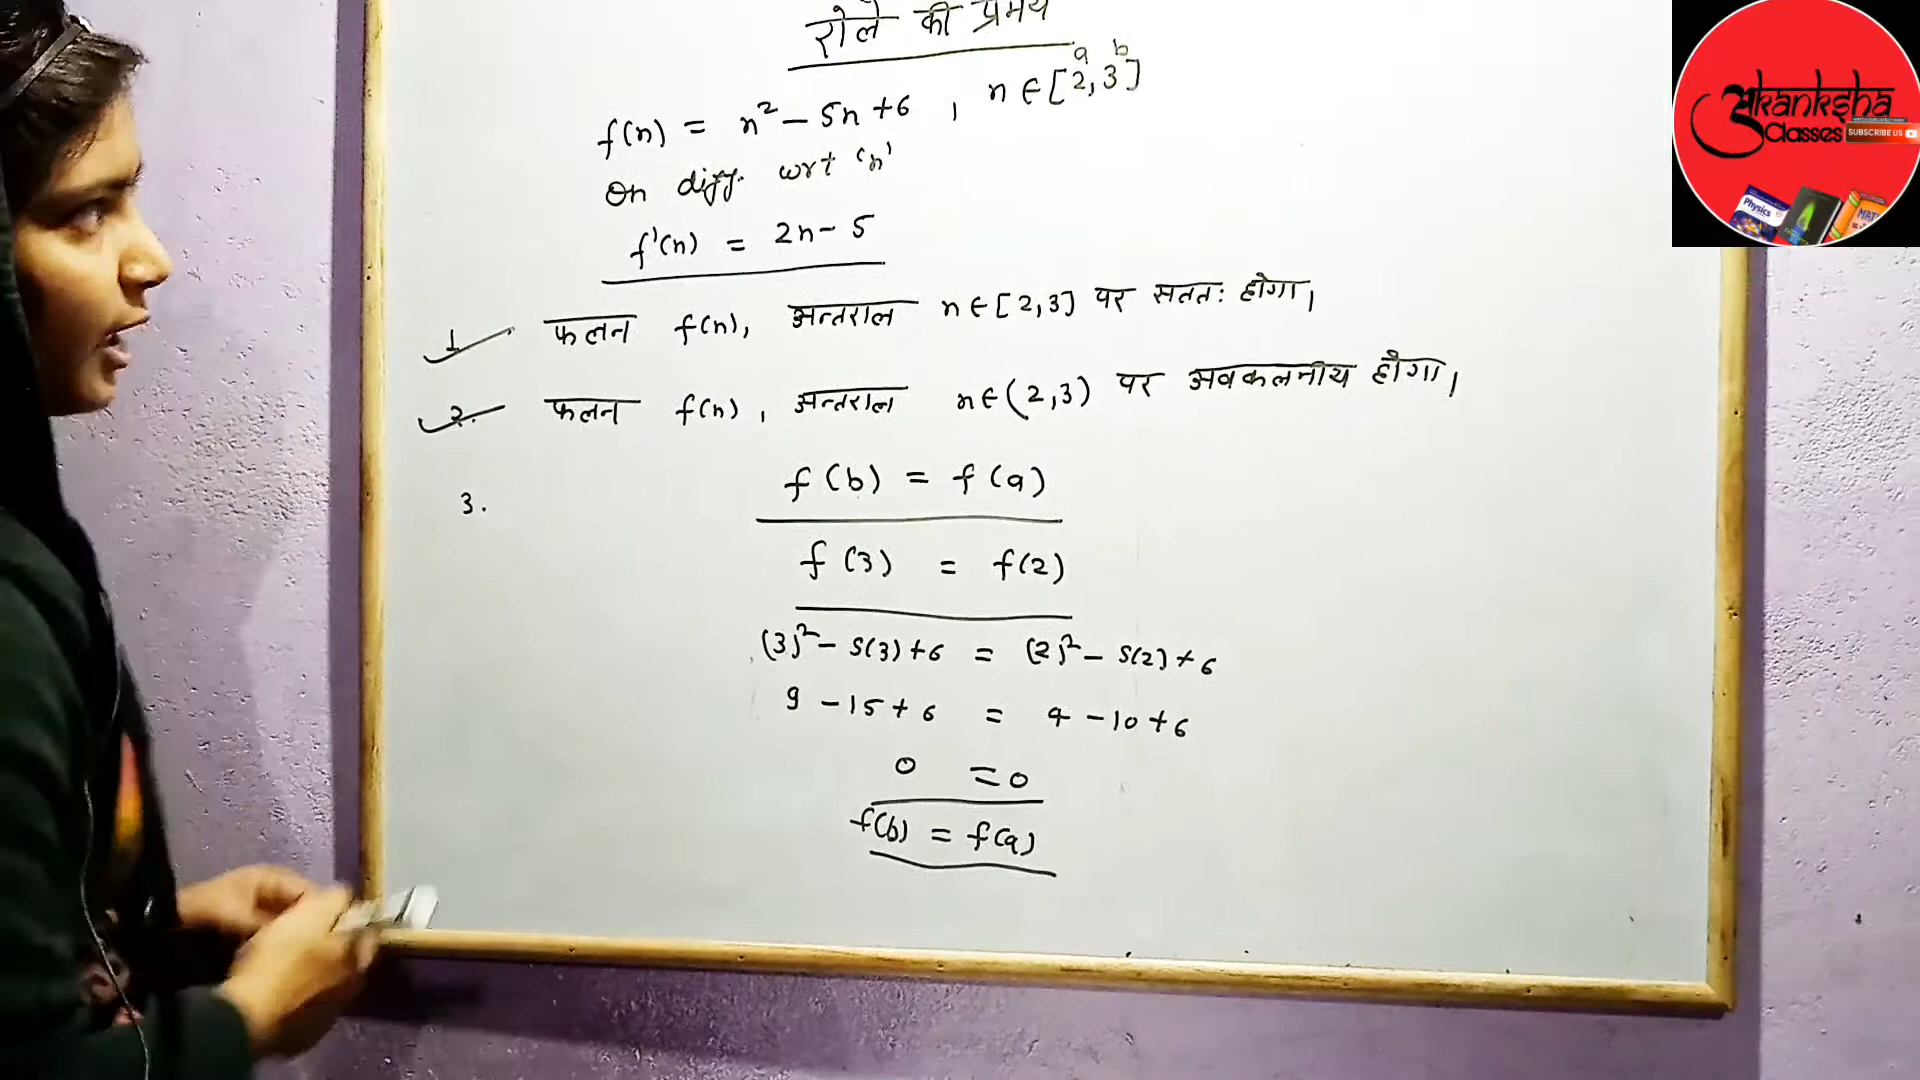 रोले की प्रमेय
a b
f(n) = n² - 5n + 6 , n ∈ [2, 3]
On diff. wrt 'n'
f'(n) = 2n - 5
1. फलन f(n), अन्तराल n ∈ [2, 3] पर सततः होगा।
2. फलन f(n), अन्तराल n ∈ (2, 3) पर अवकलनीय होगा।
3. f(b) = f(a)
f(3) = f(2)
(3)² - 5(3) + 6 = (2)² - 5(2) + 6
9 - 15 + 6 = 4 - 10 + 6
0 = 0
f(b) = f(a)
अkanksha
Classes
SUBSCRIBE US
Physics